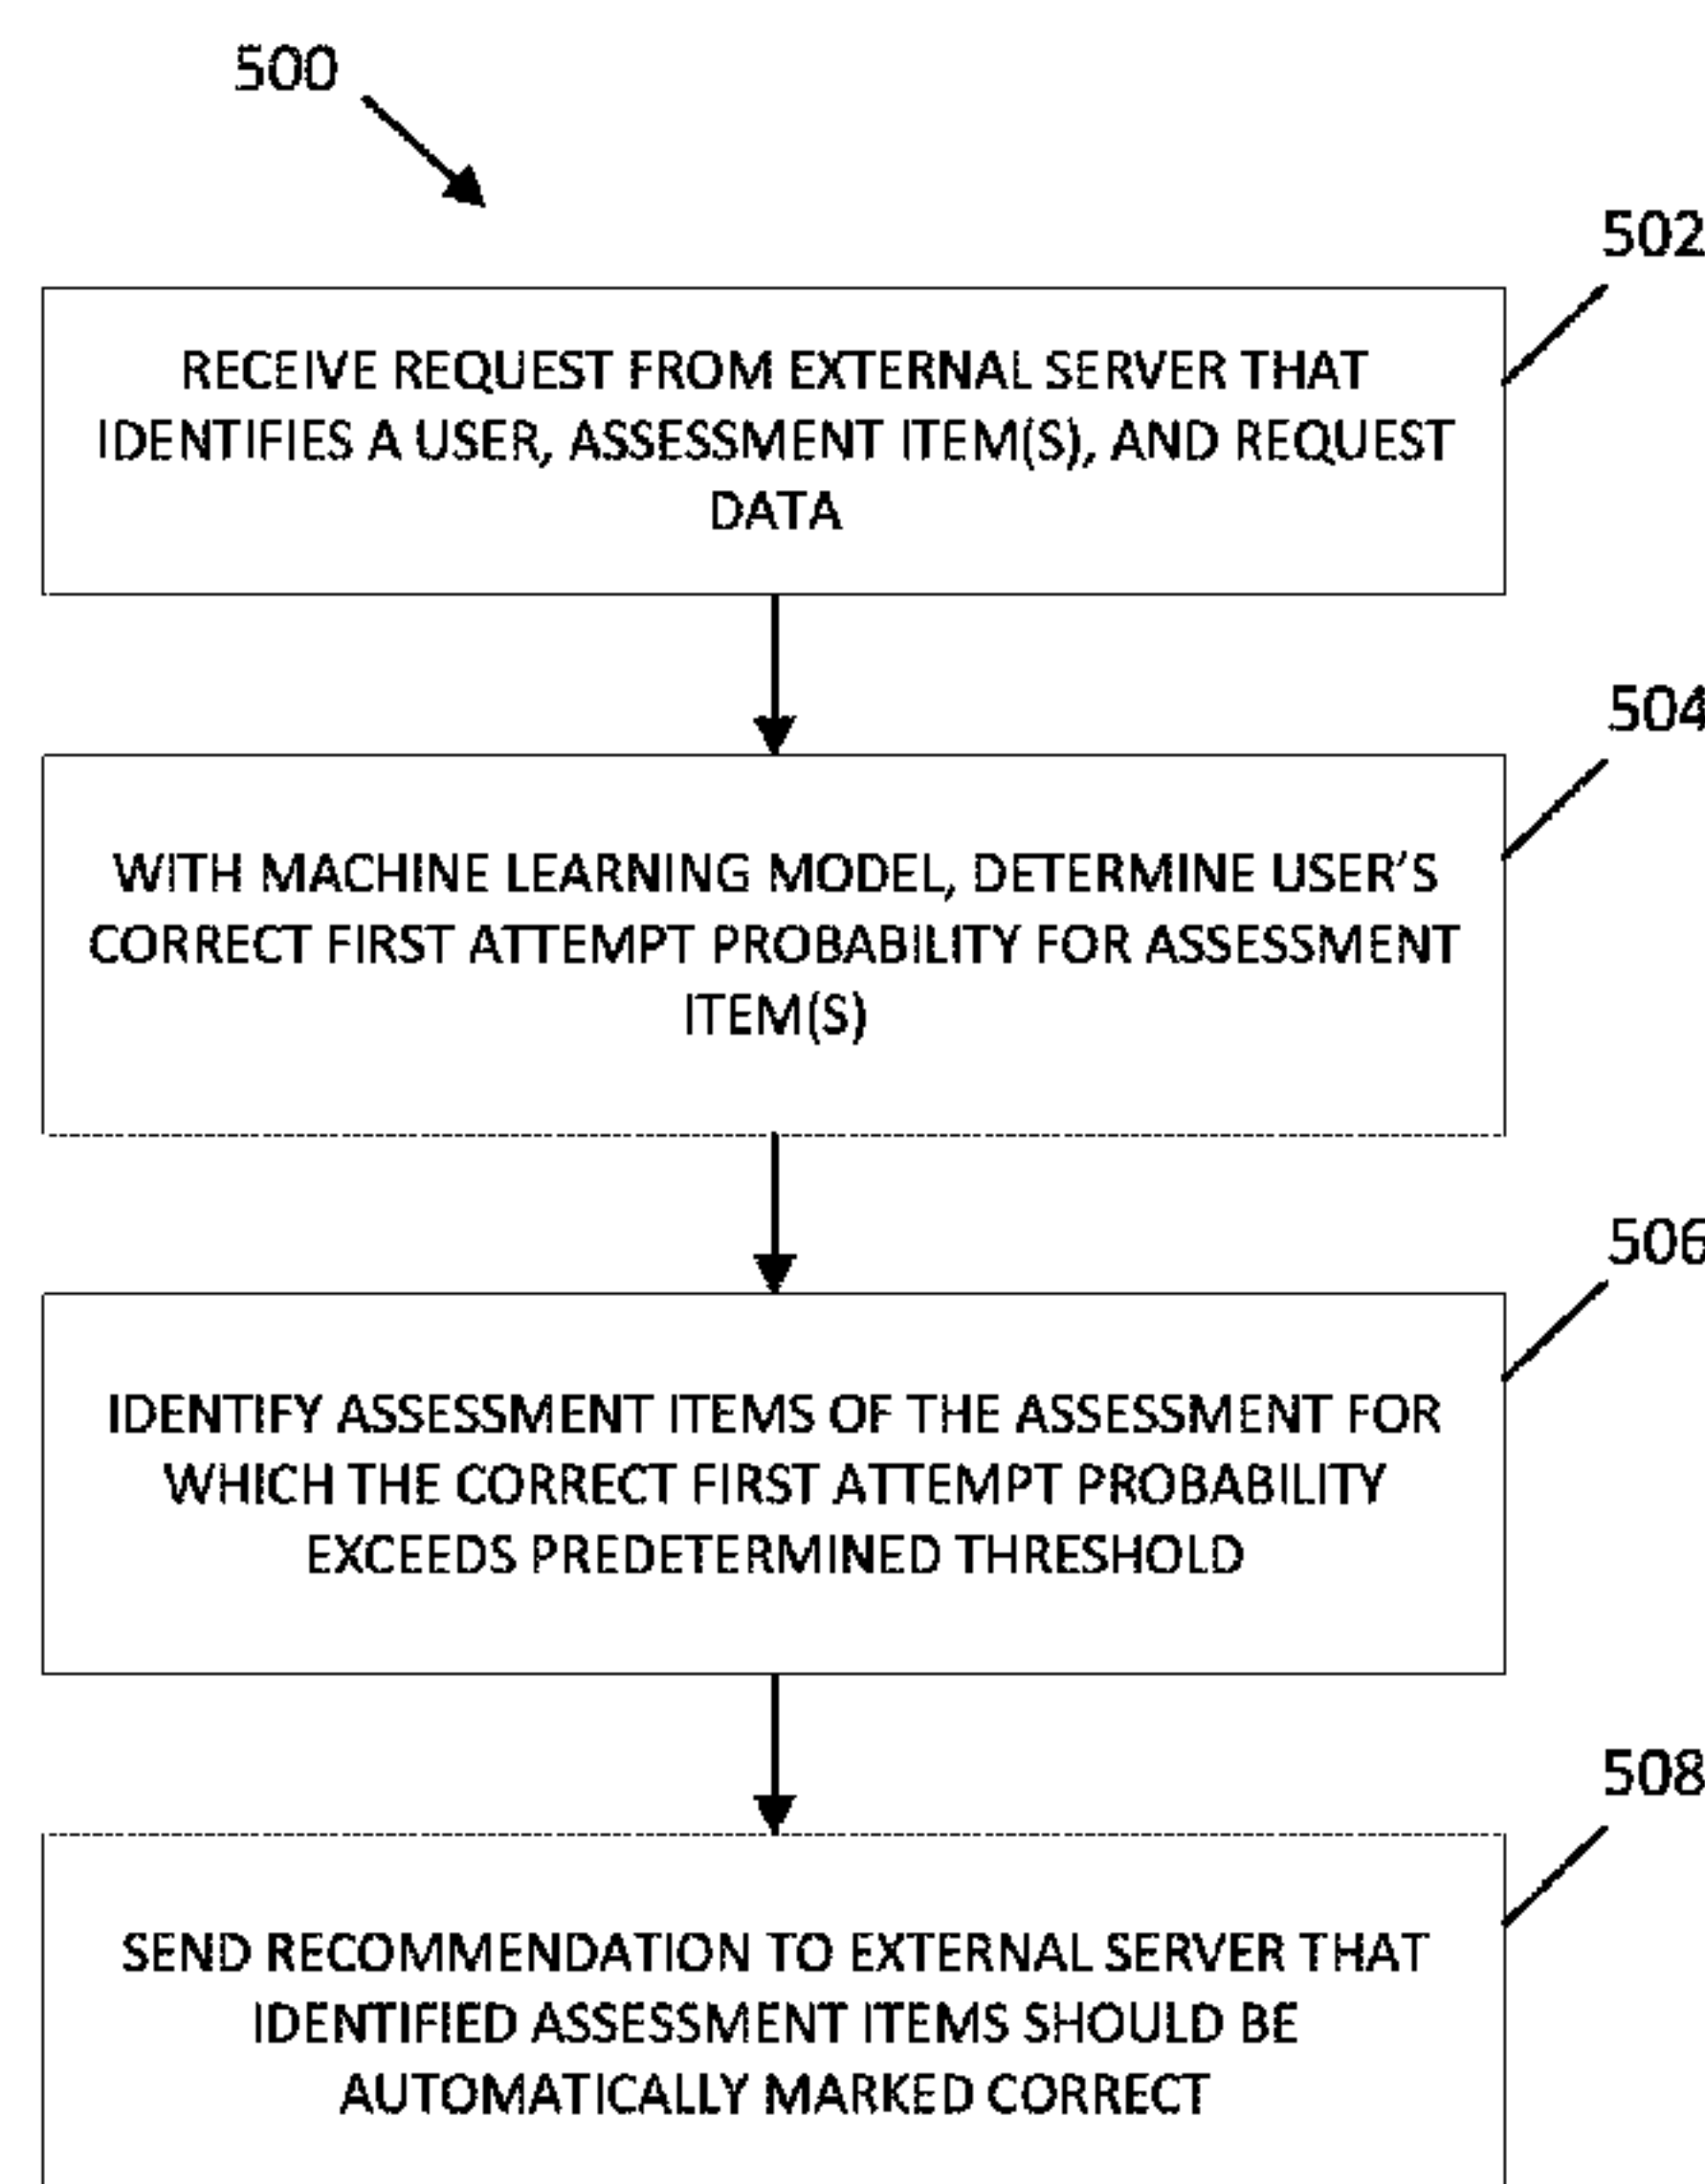 500
502
RECEIVE REQUEST FROM EXTERNAL SERVER THAT
IDENTIFIES A USER, ASSESSMENT ITEM(S), AND REQUEST
DATA
504
WITH MACHINE LEARNING MODEL, DETERMINE USER'S
CORRECT FIRST ATTEMPT PROBABILITY FOR ASSESSMENT
ITEM(S)
506
IDENTIFY ASSESSMENT ITEMS OF THE ASSESSMENT FOR
WHICH THE CORRECT FIRST ATTEMPT PROBABILITY
EXCEEDS PREDETERMINED THRESHOLD
508
SEND RECOMMENDATION TO EXTERNAL SERVER THAT
IDENTIFIED ASSESSMENT ITEMS SHOULD BE
AUTOMATICALLY MARKED CORRECT